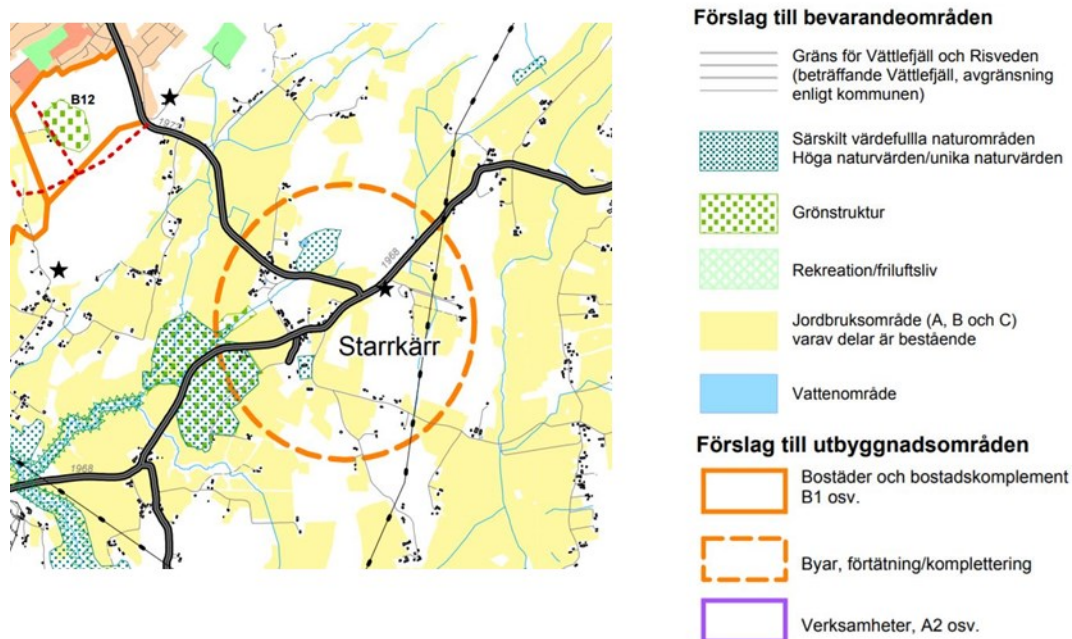 B12
1977
1968
Starrkärr
1968
Förslag till bevarandeområden
Gräns för Vättlefjäll och Risveden
(beträffande Vättlefjäll, avgränsning
enligt kommunen)
Särskilt värdefullla naturområden
Höga naturvärden/unika naturvärden
Grönstruktur
Rekreation/friluftsliv
Jordbruksområde (A, B och C)
varav delar är bestående
Vattenområde
Förslag till utbyggnadsområden
Bostäder och bostadskomplement
B1 osv.
Byar, förtätning/komplettering
Verksamheter, A2 osv.